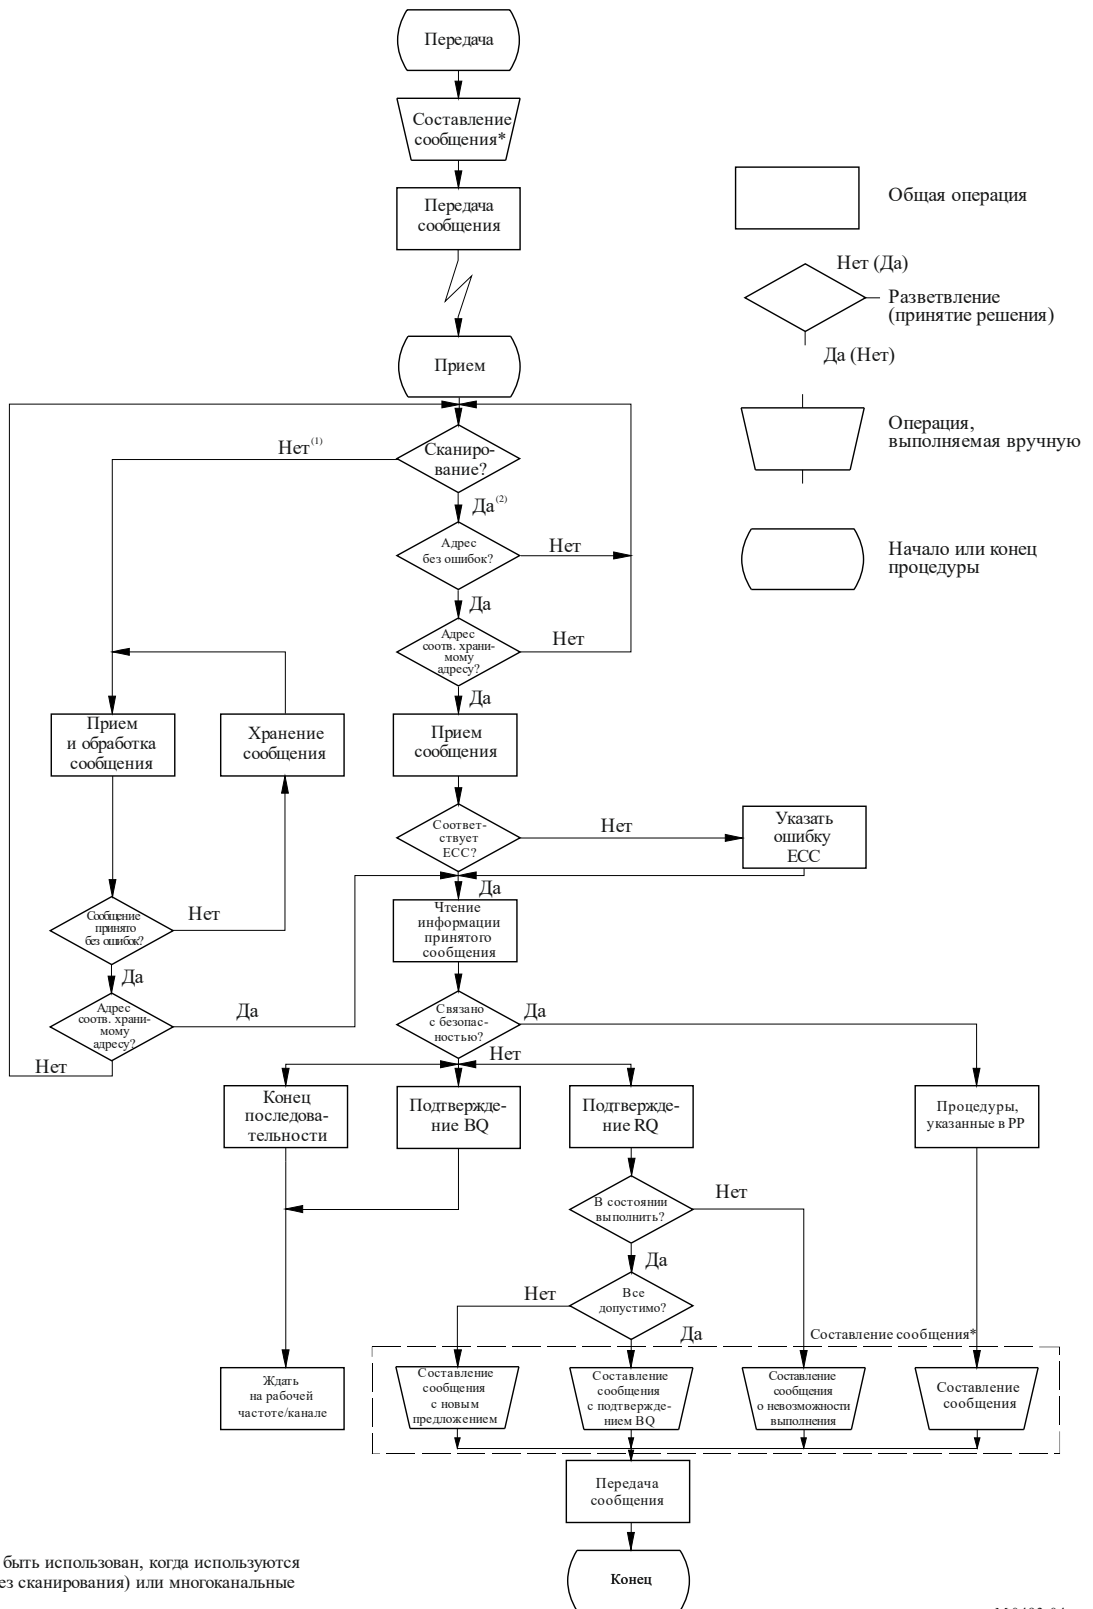 Передача
Составление
сообщения*
Передача
сообщения
Общая операция
Нет (Да)
Разветвление
(принятие решения)
Да (Нет)
Прием
Операция,
выполняемая вручную
Нет(1)
Сканиро-
вание?
Да(2)
Адрес
без ошибок?
Нет
Начало или конец
процедуры
Да
Адрес
соотв. храни-
мому
адресу?
Нет
Да
Прием
и обработка
сообщения
Хранение
сообщения
Прием
сообщения
Соответ-
ствует
ECC?
Нет
Указать
ошибку
ECC
Да
Сообщение
принято
без ошибок?
Нет
Чтение
информации
принятого
сообщения
Да
Адрес
соотв. храни-
мому
адресу?
Да
Нет
Связано
с безопас-
ностью?
Да
Нет
Конец
последова-
тельности
Подтвержде-
ние BQ
Подтвержде-
ние RQ
Процедуры,
указанные в РР
В состоянии
выполнить?
Нет
Да
Все
допустимо?
Нет
Да
Составление сообщения*
Ждать
на рабочей
частоте/канале
Составление
сообщения
с новым
предложением
Составление
сообщения
с подтвержде-
нием BQ
Составление
сообщения
о невозможности
выполнения
Составление
сообщения
Передача
сообщения
Конец
быть использован, когда используются
ез сканирования) или многоканальные